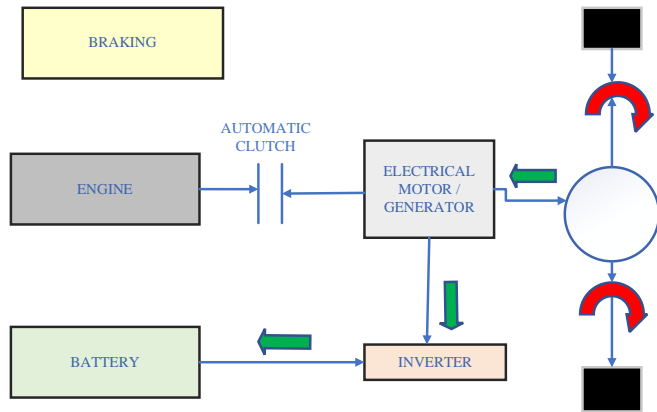 BRAKING
AUTOMATIC
CLUTCH
ENGINE
ELECTRICAL
MOTOR /
GENERATOR
BATTERY
INVERTER